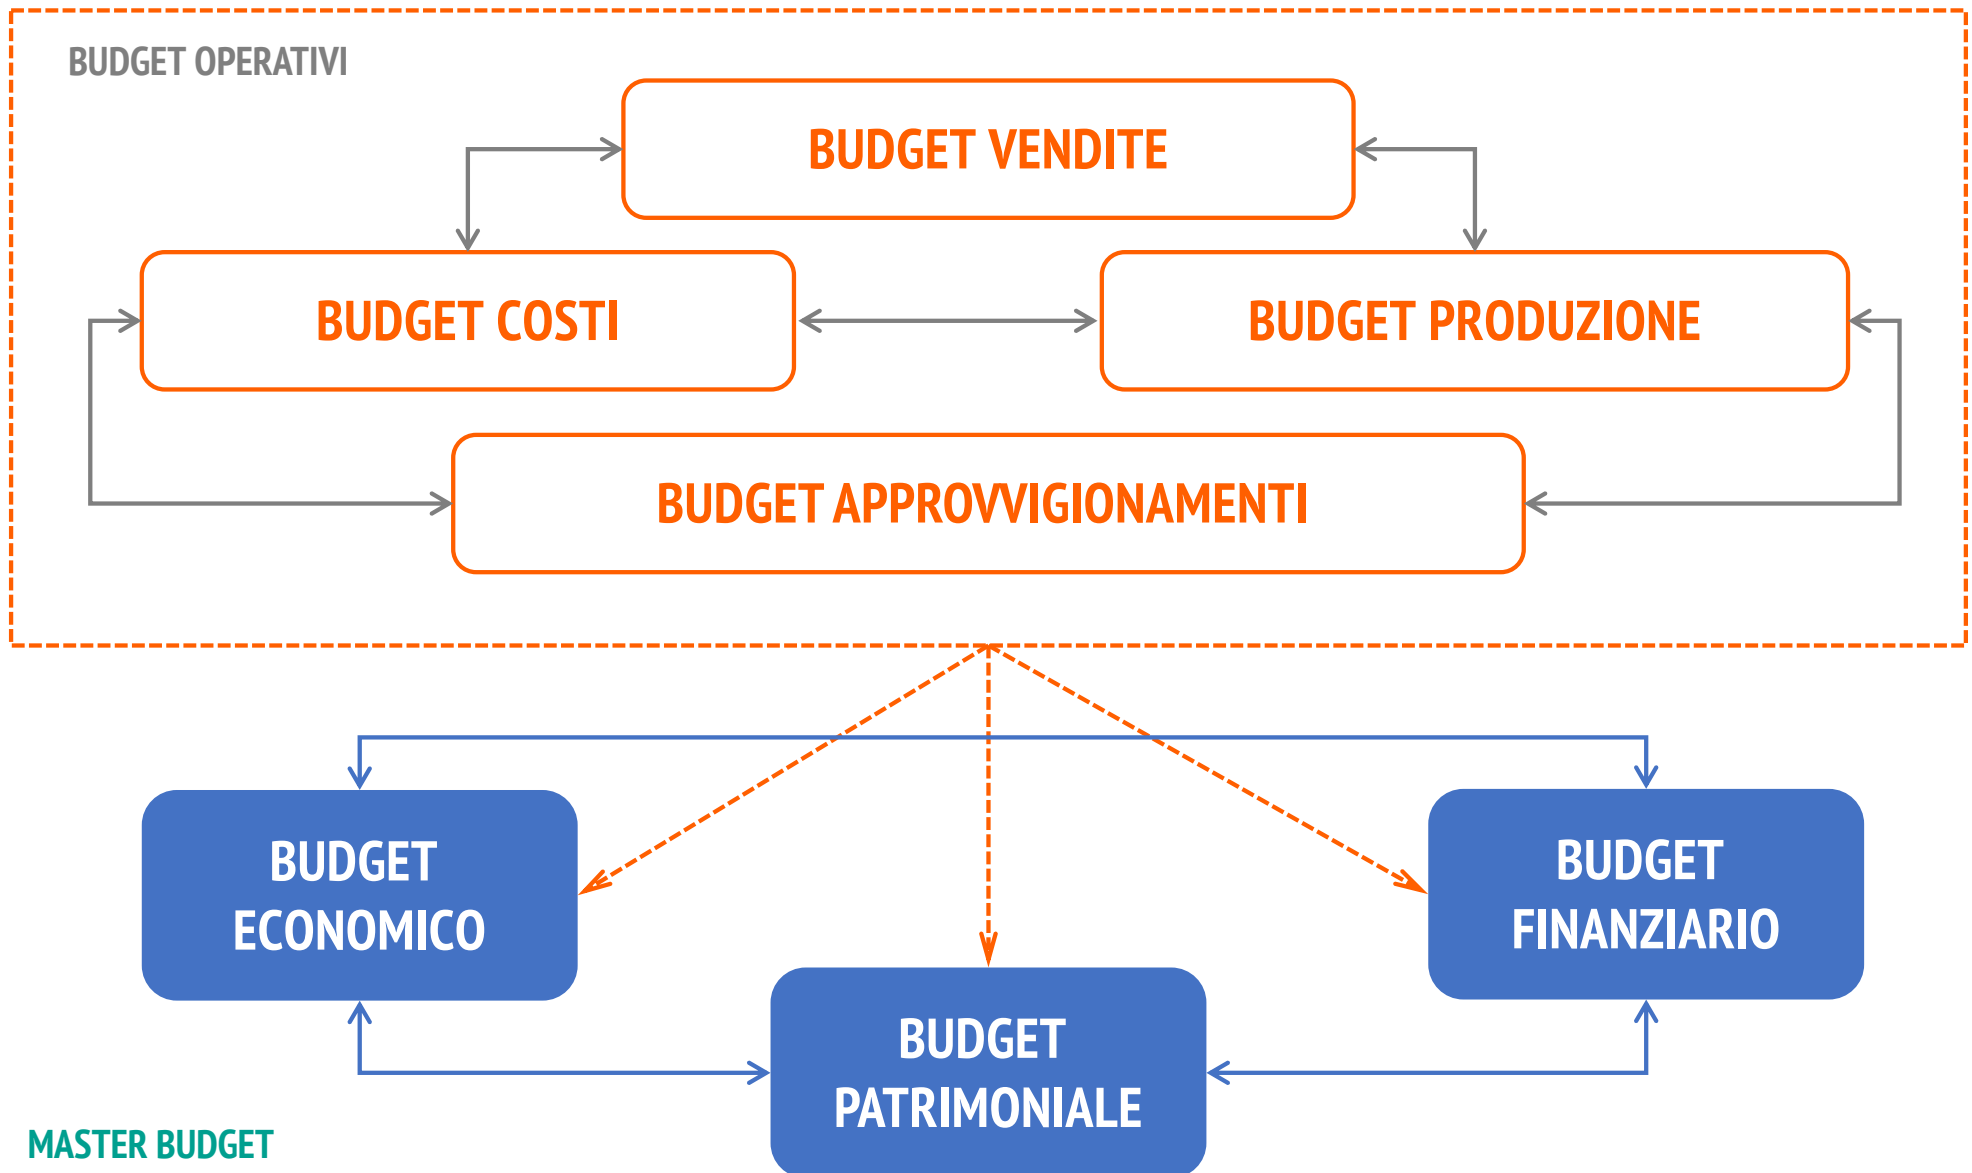 BUDGET OPERATIVI
BUDGET VENDITE
BUDGET COSTI
BUDGET PRODUZIONE
BUDGET APPROVVIGIONAMENTI
BUDGET
ECONOMICO
BUDGET
FINANZIARIO
BUDGET
PATRIMONIALE
MASTER BUDGET